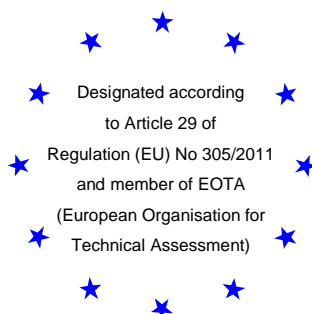 Designated according
to Article 29 of
Regulation (EU) No 305/2011
and member of EOTA
(European Organisation for
Technical Assessment)